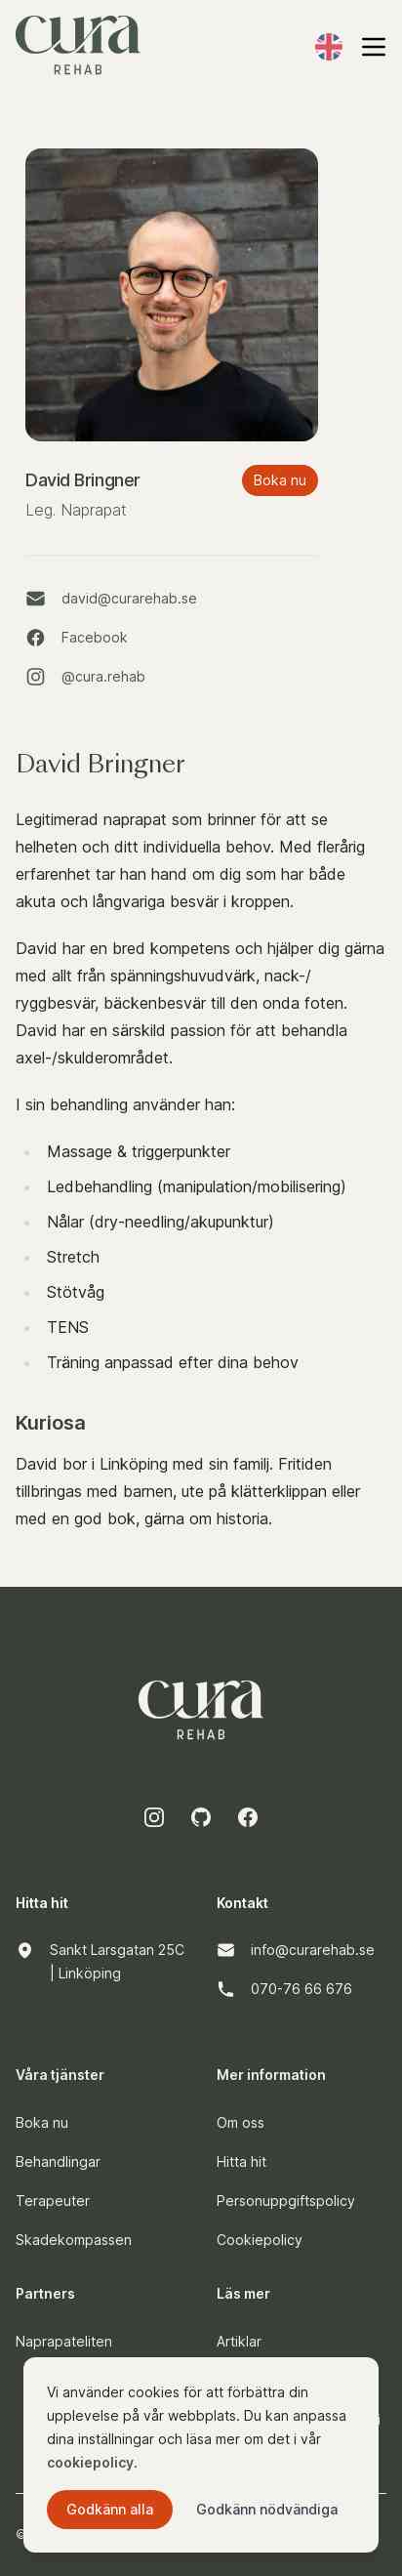 cura
REHAB
David Bringner
Boka nu
Leg. Naprapat
david@curarehab.se
Facebook
@cura.rehab
David Bringner
Legitimerad naprapat som brinner för att se
helheten och ditt individuella behov. Med flerårig
erfarenhet tar han hand om dig som har både
akuta och långvariga besvär i kroppen.
David har en bred kompetens och hjälper dig gärna
med allt från spänningshuvudvärk, nack-/
ryggbesvär, bäckenbesvär till den onda foten.
David har en särskild passion för att behandla
axel-/skulderområdet.
I sin behandling använder han:
Massage & triggerpunkter
Ledbehandling (manipulation/mobilisering)
Nålar (dry-needling/akupunktur)
Stretch
Stötvåg
TENS
Träning anpassad efter dina behov
Kuriosa
David bor i Linköping med sin familj. Fritiden
tillbringas med barnen, ute på klätterklippan eller
med en god bok, gärna om historia.
cura
REHAB
Hitta hit
Sankt Larsgatan 25C
| Linköping
Kontakt
info@curarehab.se
070-76 66 676
Våra tjänster
Boka nu
Behandlingar
Terapeuter
Skadekompassen
Mer information
Om oss
Hitta hit
Personuppgiftspolicy
Cookiepolicy
Partners
Naprapateliten
Läs mer
Artiklar
Vi använder cookies för att förbättra din
upplevelse på vår webbplats. Du kan anpassa
dina inställningar och läsa mer om det i vår
cookiepolicy.
Godkänn alla
Godkänn nödvändiga